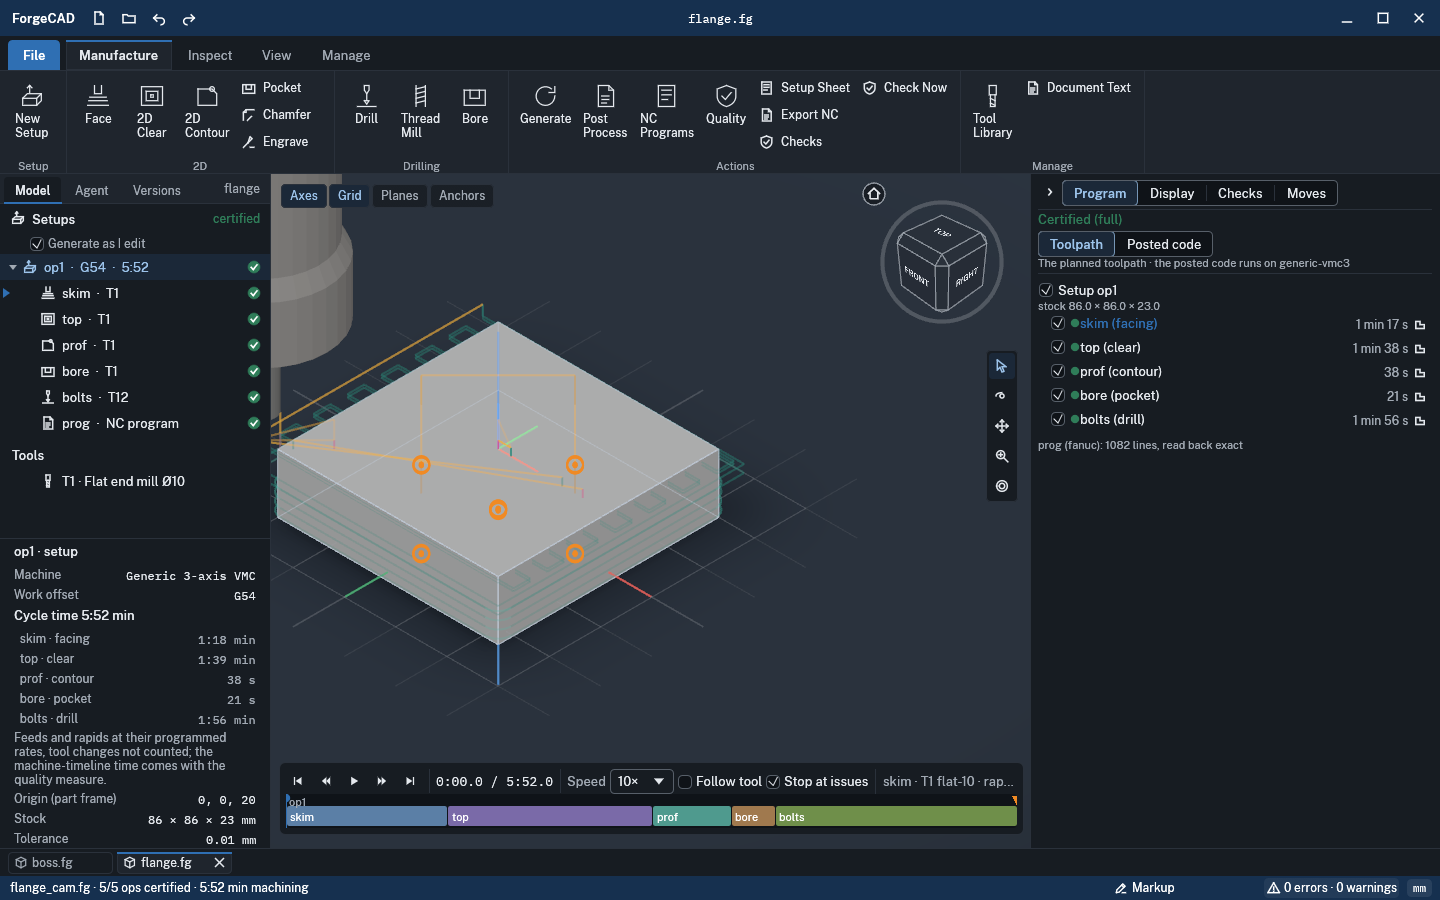 ForgeCAD
flange.fg
File
Manufacture
Inspect
View
Manage
New Setup
Face
2D Clear
2D Contour
Pocket
Chamfer
Engrave
Drill
Thread Mill
Bore
Generate
Post Process
NC Programs
Quality
Setup Sheet
Export NC
Checks
Check Now
Tool Library
Document Text
Setup
2D
Drilling
Actions
Manage
Model
Agent
Versions
flange
Setups
certified
Generate as I edit
op1 · G54 · 5:52
skim · T1
top · T1
prof · T1
bore · T1
bolts · T12
prog · NC program
Tools
T1 · Flat end mill Ø10
op1 · setup
Machine Generic 3-axis VMC
Work offset G54
Cycle time 5:52 min
skim · facing 1:18 min
top · clear 1:39 min
prof · contour 38 s
bore · pocket 21 s
bolts · drill 1:56 min
Feeds and rapids at their programmed
rates, tool changes not counted; the
machine-timeline time comes with the
quality measure.
Origin (part frame) 0, 0, 20
Stock 86 × 86 × 23 mm
Tolerance 0.01 mm
Axes
Grid
Planes
Anchors
TOP
FRONT
RIGHT
0:00.0 / 5:52.0
Speed
10×
Follow tool
Stop at issues
skim · T1 flat-10 · rap...
op1
skim
top
prof
bore
bolts
Program
Display
Checks
Moves
Certified (full)
Toolpath
Posted code
The planned toolpath · the posted code runs on generic-vmc3
Setup op1
stock 86.0 × 86.0 × 23.0
skim (facing) 1 min 17 s
top (clear) 1 min 38 s
prof (contour) 38 s
bore (pocket) 21 s
bolts (drill) 1 min 56 s
prog (fanuc): 1082 lines, read back exact
boss.fg
flange.fg
flange_cam.fg · 5/5 ops certified · 5:52 min machining
Markup
0 errors · 0 warnings
mm